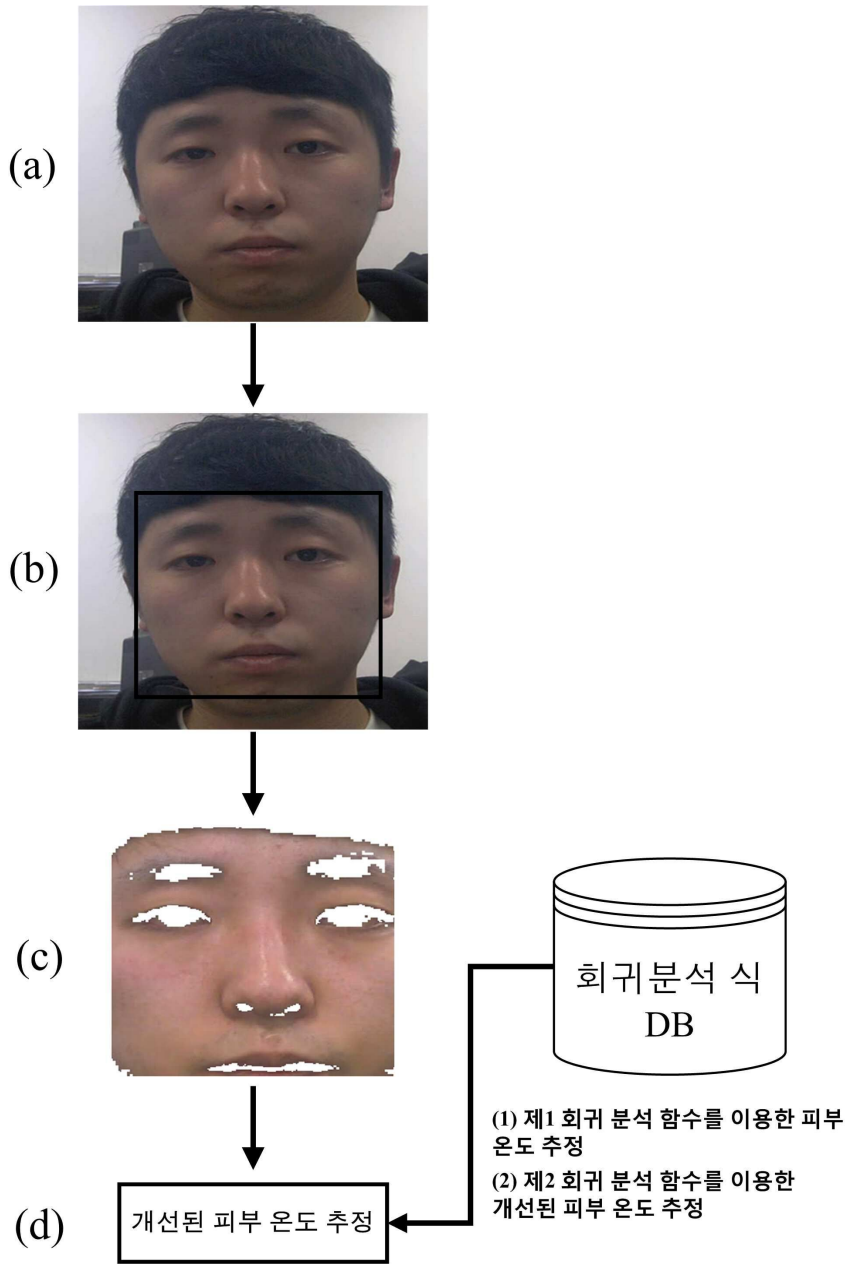 (a)
(b)
(c)
회귀분석 식
DB
(1) 제1 회귀 분석 함수를 이용한 피부
온도 추정
(2) 제2 회귀 분석 함수를 이용한
개선된 피부 온도 추정
(d)
개선된 피부 온도 추정